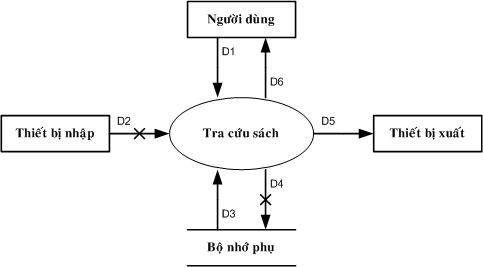 Người dùng
D1
D6
Thiết bị nhập
D2
Tra cứu sách
D5
Thiết bị xuất
D4
D3
Bộ nhớ phụ